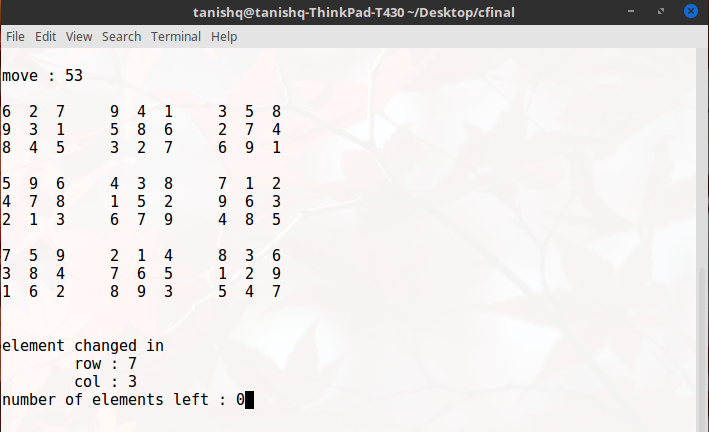 tanishq@tanishq-ThinkPad-T430 ~/Desktop/cfinal
File Edit View Search Terminal Help
move : 53
6 2 7 9 4 1 3 5 8
9 3 1 5 8 6 2 7 4
8 4 5 3 2 7 6 9 1
5 9 6 4 3 8 7 1 2
4 7 8 1 5 2 9 6 3
2 1 3 6 7 9 4 8 5
7 5 9 2 1 4 8 3 6
3 8 4 7 6 5 1 2 9
1 6 2 8 9 3 5 4 7
element changed in
row : 7
col : 3
number of elements left : 0